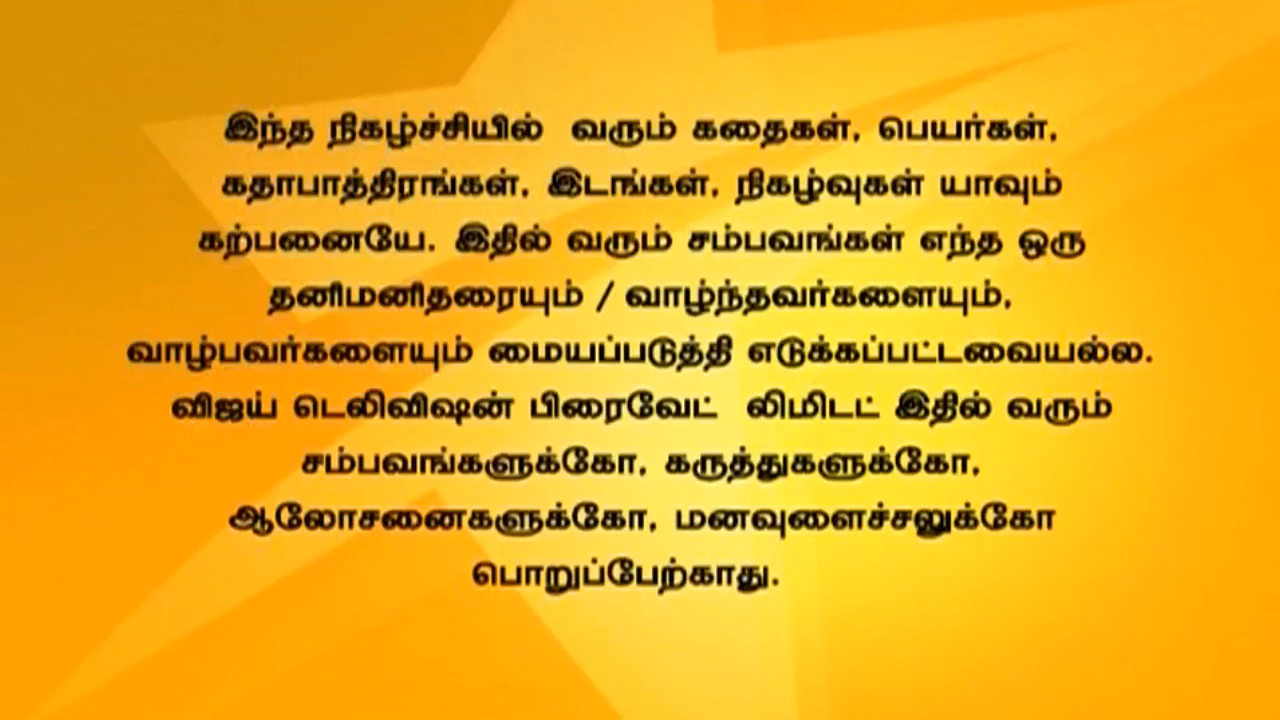 இந்த நிகழ்ச்சியில் வரும் கதைகள், பெயர்கள்,
கதாபாத்திரங்கள், இடங்கள், நிகழ்வுகள் யாவும்
கற்பனையே. இதில் வரும் சம்பவங்கள் எந்த ஒரு
தனிமனிதரையும் / வாழ்ந்தவர்களையும்,
வாழ்பவர்களையும் மையப்படுத்தி எடுக்கப்பட்டவையல்ல.
விஜய் டெலிவிஷன் பிரைவேட் லிமிடட் இதில் வரும்
சம்பவங்களுக்கோ, கருத்துகளுக்கோ,
ஆலோசனைகளுக்கோ, மனவுளைச்சலுக்கோ
பொறுப்பேற்காது.